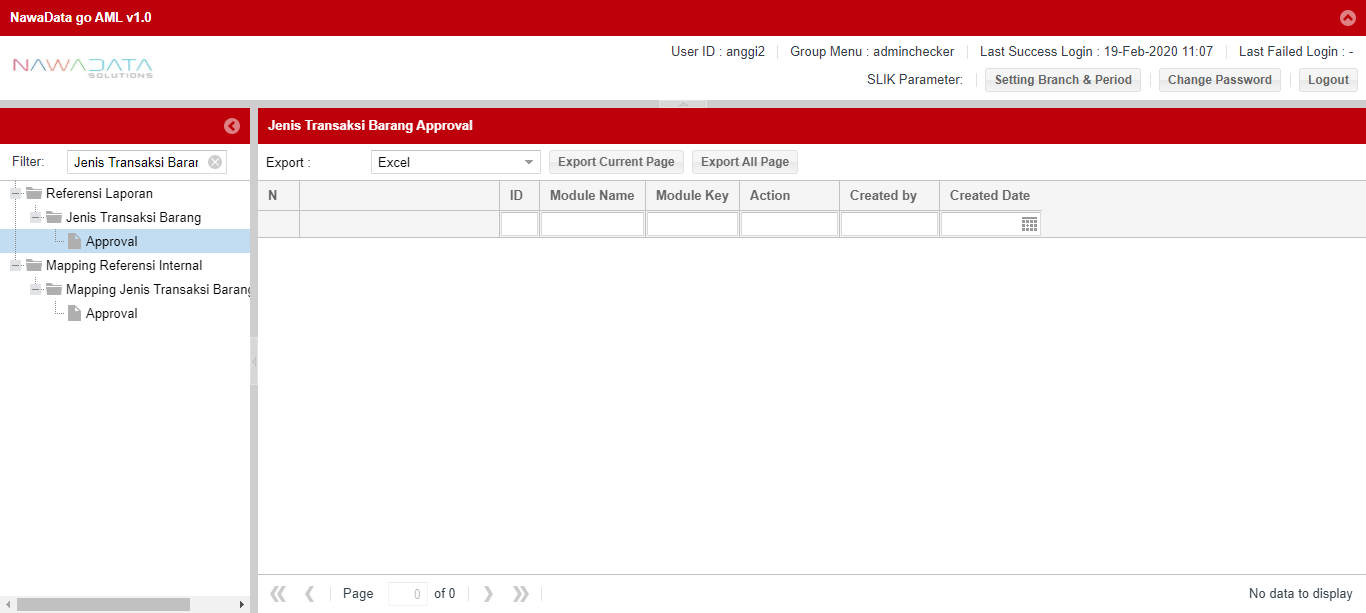 NawaData go AML v1.0
NAWADATA
SOLUTIONS
User ID : anggi2 Group Menu : adminchecker Last Success Login : 19-Feb-2020 11:07 Last Failed Login : -
SLIK Parameter: Setting Branch & Period Change Password Logout
Jenis Transaksi Barang Approval
Filter: Jenis Transaksi Barar
Export : Excel Export Current Page Export All Page
Referensi Laporan
Jenis Transaksi Barang
Approval
Mapping Referensi Internal
Mapping Jenis Transaksi Barang
Approval
N ID Module Name Module Key Action Created by Created Date
Page 0 of 0 No data to display